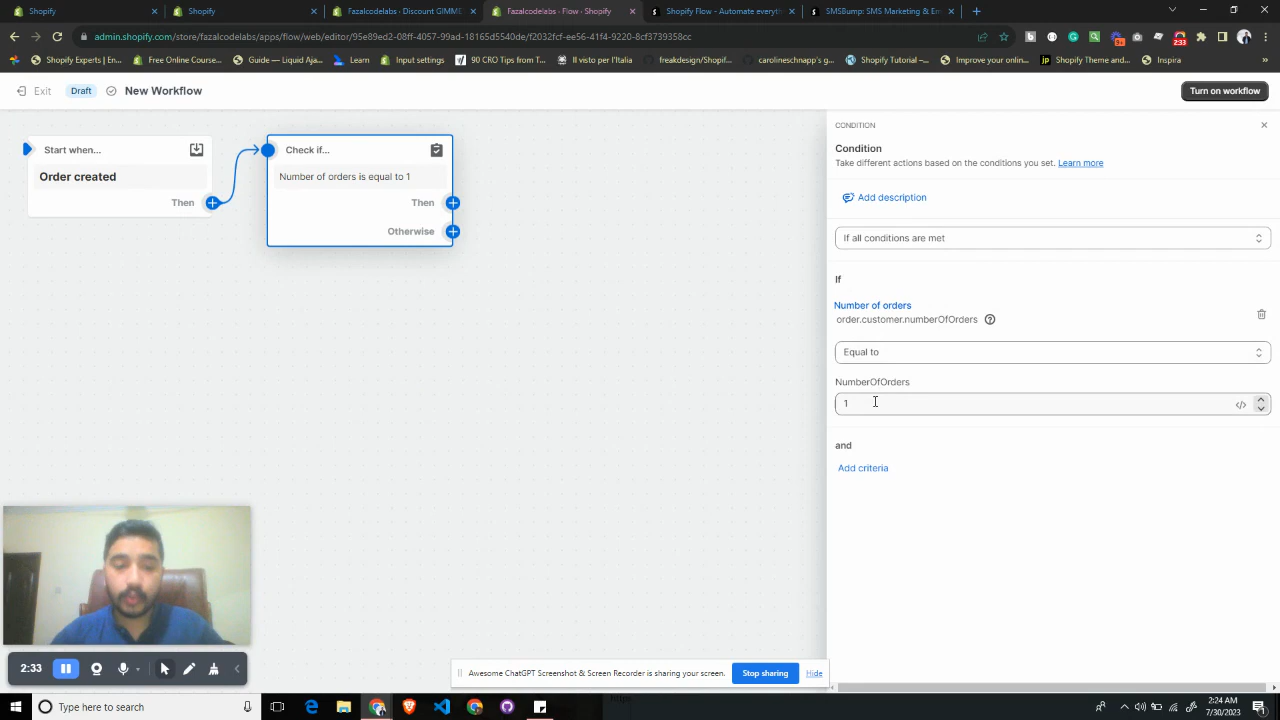 Shopify
Shopify
Fazalcodelabs · Discount GIMME
Fazalcodelabs · Flow · Shopify
Shopify Flow - Automate everyth
SMSBump: SMS Marketing & Em
admin.shopify.com/store/fazalcodelabs/apps/flow/web/editor/95e89ed2-08ff-4057-99ad-18165d5540de/f2032fcf-ee56-41f4-9220-8cf3739358cc
Shopify Experts | En...
Free Online Course...
Guide — Liquid Aja...
Learn
Input settings
90 CRO Tips from T...
Il visto per l'Italia
freakdesign/Shopif...
carolineschnapp's g...
Shopify Tutorial –...
Improve your onlin...
Shopify Theme and...
Inspira
»
Exit
Draft
New Workflow
Turn on workflow
Start when...
Order created
Then
Check if...
Number of orders is equal to 1
Then
Otherwise
CONDITION
Condition
Take different actions based on the conditions you set. Learn more
Add description
If all conditions are met
If
Number of orders
order.customer.numberOfOrders
Equal to
NumberOfOrders
1
and
Add criteria
2:33
Awesome ChatGPT Screenshot & Screen Recorder is sharing your screen.
Stop sharing
Hide
Type here to search
2:24 AM
7/30/2023